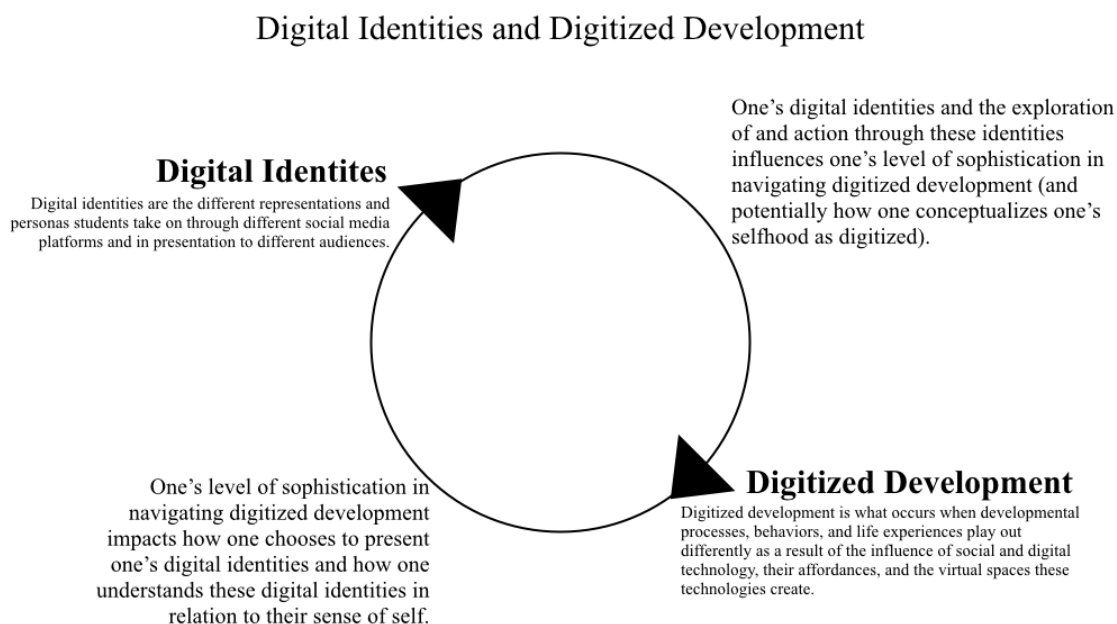 Digital Identities and Digitized Development
One’s digital identities and the exploration
of and action through these identities
influences one’s level of sophistication in
navigating digitized development (and
potentially how one conceptualizes one’s
selfhood as digitized).
Digital Identites
Digital identities are the different representations and
personas students take on through different social media
platforms and in presentation to different audiences.
Digitized Development
Digitized development is what occurs when developmental
processes, behaviors, and life experiences play out
differently as a result of the influence of social and digital
technology, their affordances, and the virtual spaces these
technologies create.
One’s level of sophistication in
navigating digitized development
impacts how one chooses to present
one’s digital identities and how one
understands these digital identities in
relation to their sense of self.